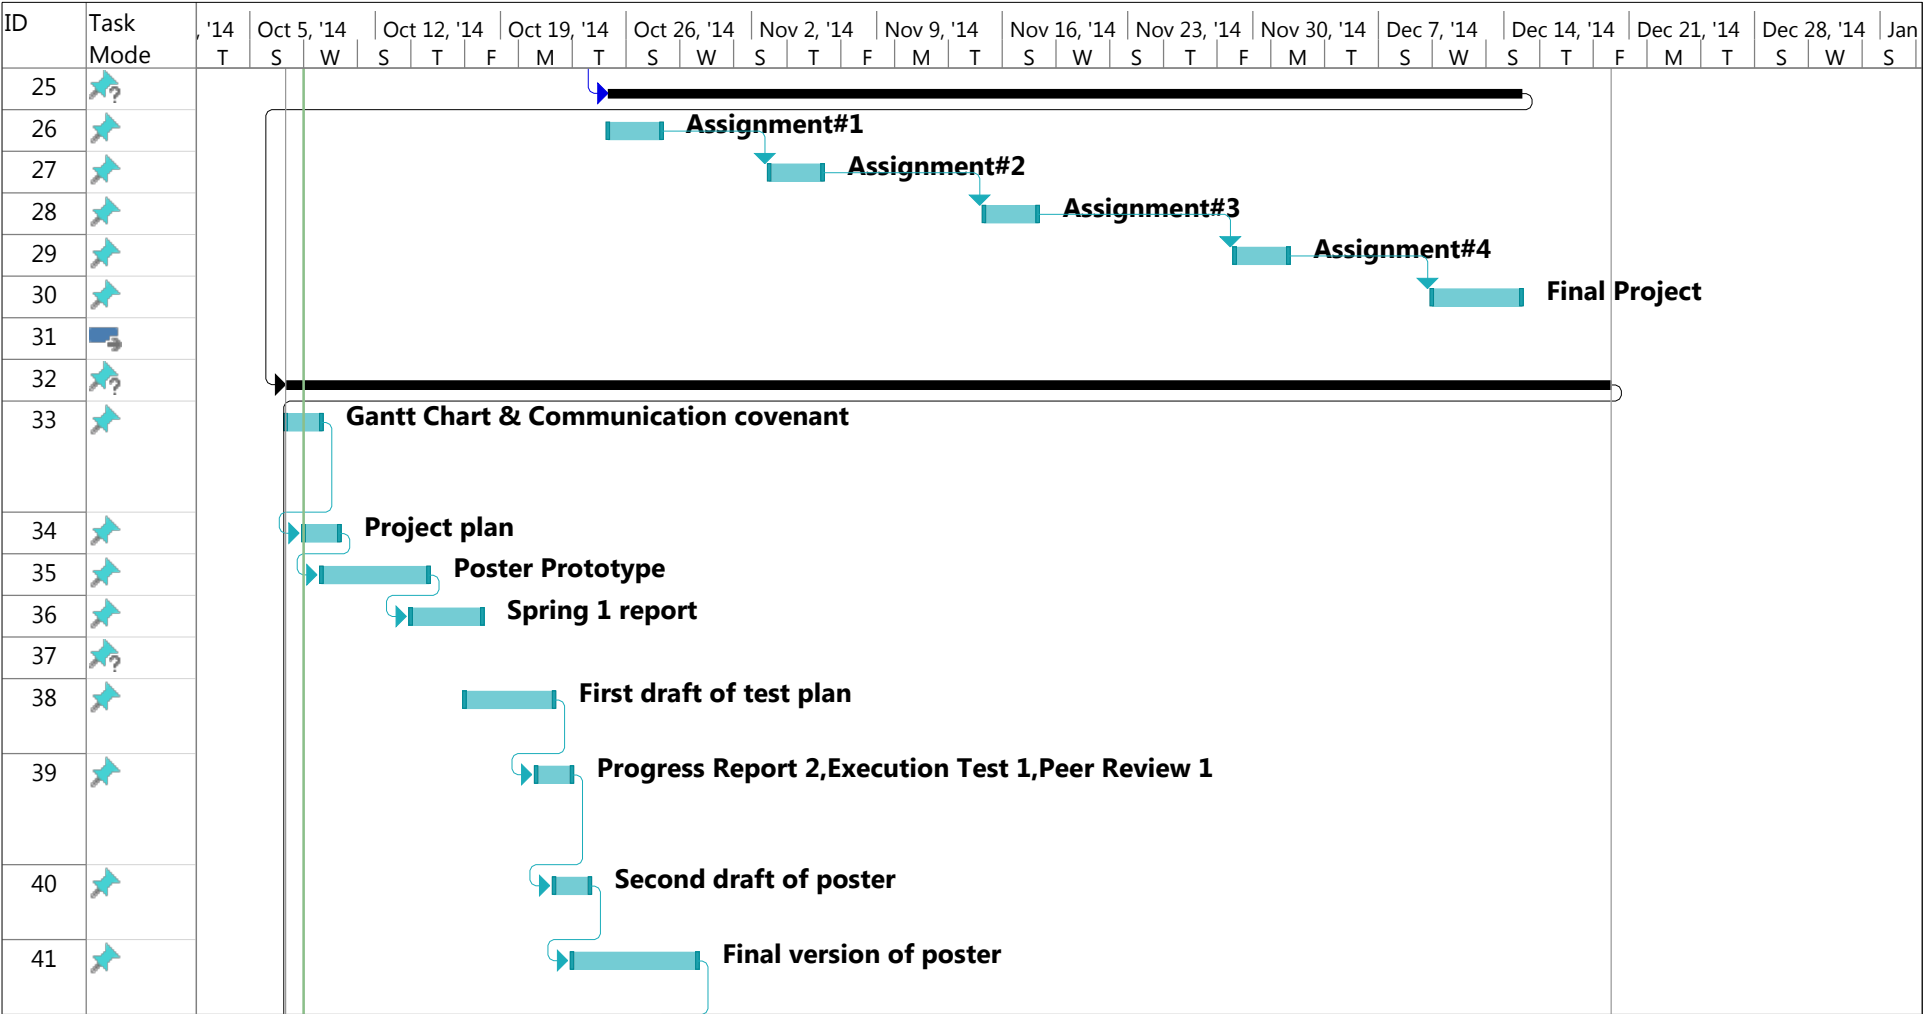 ID Task Mode , '14 Oct 5, '14 Oct 12, '14 Oct 19, '14 Oct 26, '14 Nov 2, '14 Nov 9, '14 Nov 16, '14 Nov 23, '14 Nov 30, '14 Dec 7, '14 Dec 14, '14 Dec 21, '14 Dec 28, '14 Jan
T S W S T F M T S W S T F M T S W S T F M T S W S T F M T S W S
25 ?
26 Assignment#1
27 Assignment#2
28 Assignment#3
29 Assignment#4
30 Final Project
31
32 ?
33 Gantt Chart & Communication covenant
34 Project plan
35 Poster Prototype
36 Spring 1 report
37 ?
38 First draft of test plan
39 Progress Report 2,Execution Test 1,Peer Review 1
40 Second draft of poster
41 Final version of poster